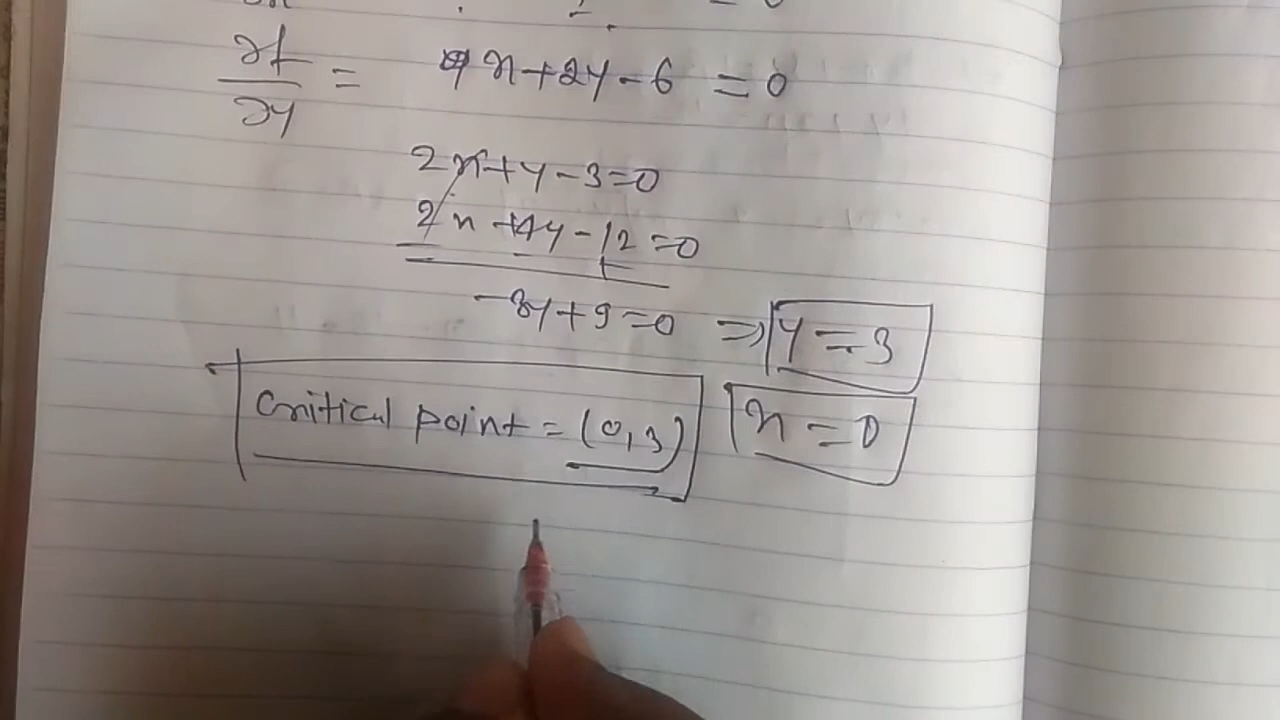 ∂f/∂y = x+2y-6 = 0
2x+y-3=0
2x+4y-12=0
-3y+9=0 => y=3
Critical point = (0,3) x=0